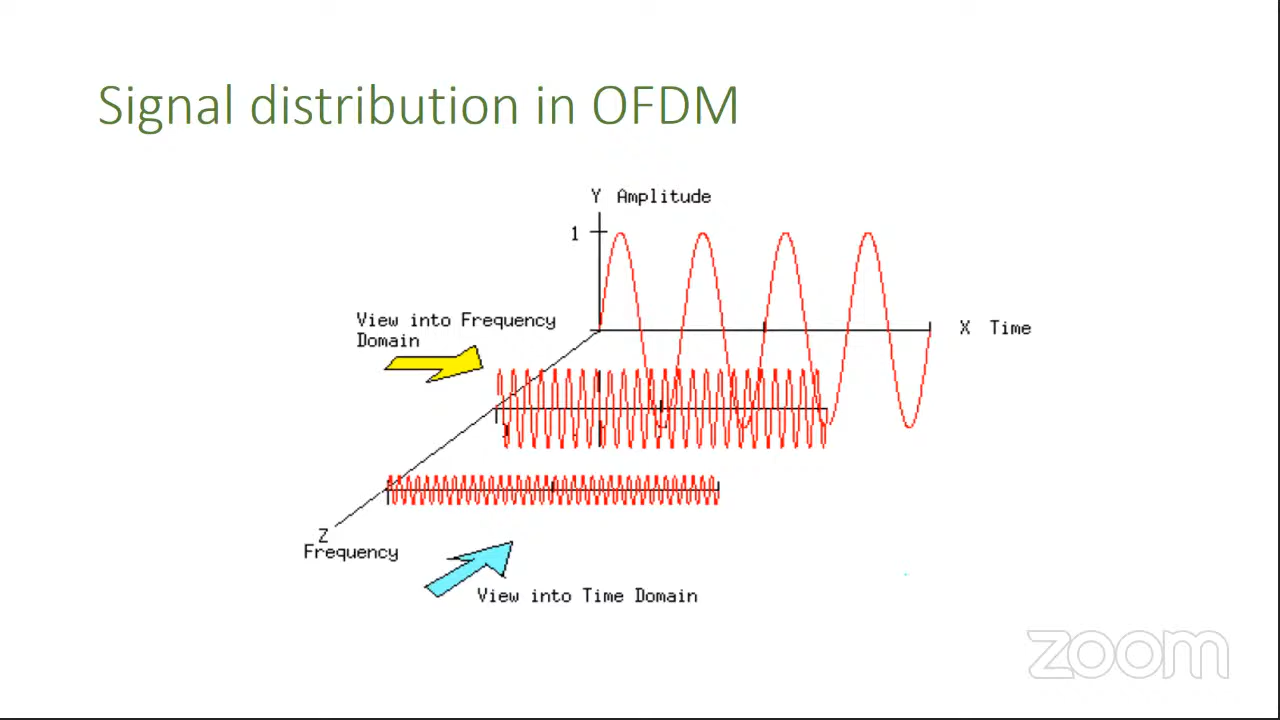 Signal distribution in OFDM
Y Amplitude
1
View into Frequency
Domain
X Time
Z
Frequency
View into Time Domain
zoom